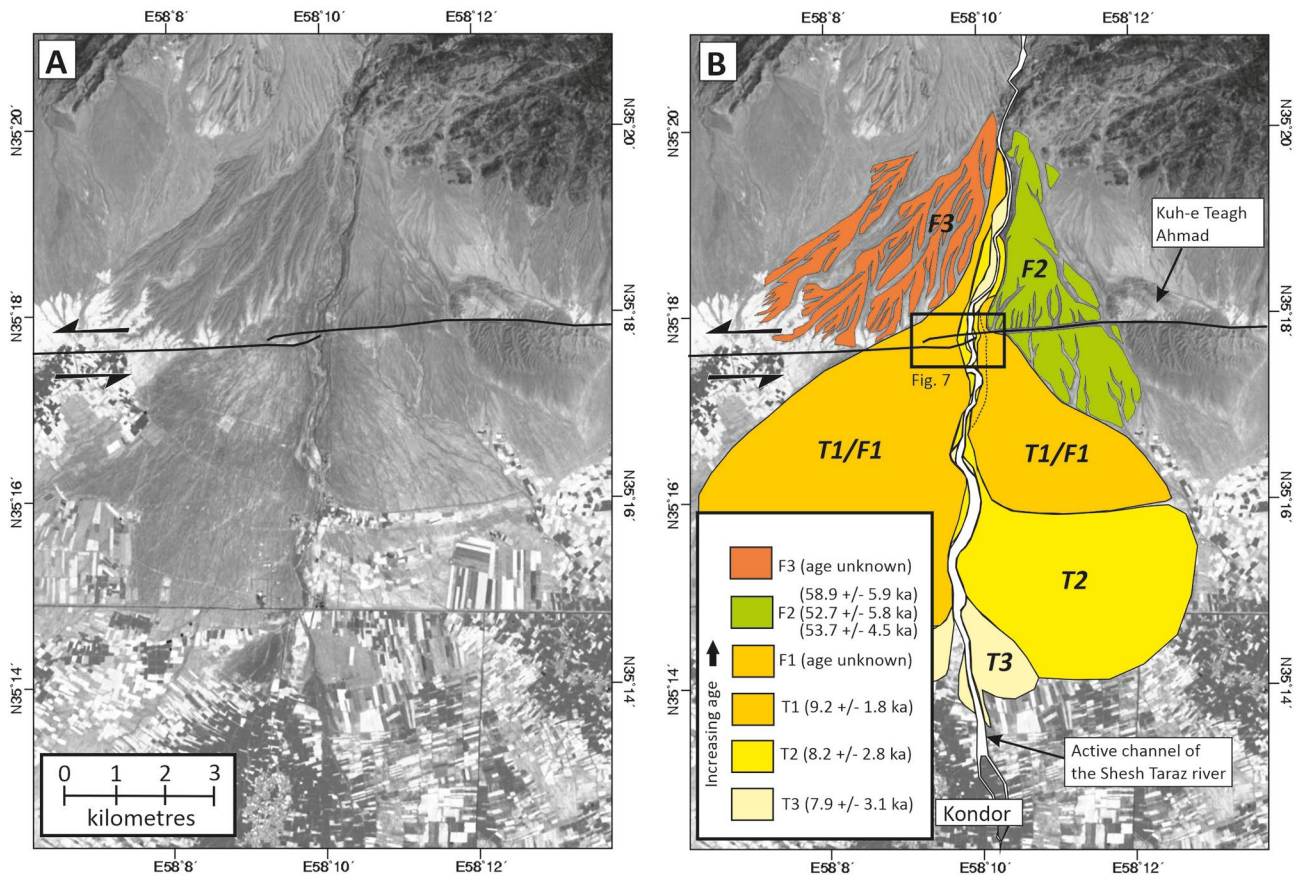 E58°8´ E58°10´ E58°12´
A
N35°20´ N35°20´
N35°18´ N35°18´
N35°16´ N35°16´
N35°14´ N35°14´
0 1 2 3
kilometres
E58°8´ E58°10´ E58°12´
E58°8´ E58°10´ E58°12´
B
N35°20´ N35°20´
Kuh-e Teagh
Ahmad
F3
F2
N35°18´ N35°18´
Fig. 7
T1/F1 T1/F1
N35°16´ N35°16´
T2
T3
N35°14´ N35°14´
Increasing age
F3 (age unknown)
(58.9 +/- 5.9 ka)
F2 (52.7 +/- 5.8 ka)
(53.7 +/- 4.5 ka)
F1 (age unknown)
T1 (9.2 +/- 1.8 ka)
T2 (8.2 +/- 2.8 ka)
T3 (7.9 +/- 3.1 ka)
Active channel of
the Shesh Taraz river
Kondor
E58°8´ E58°10´ E58°12´